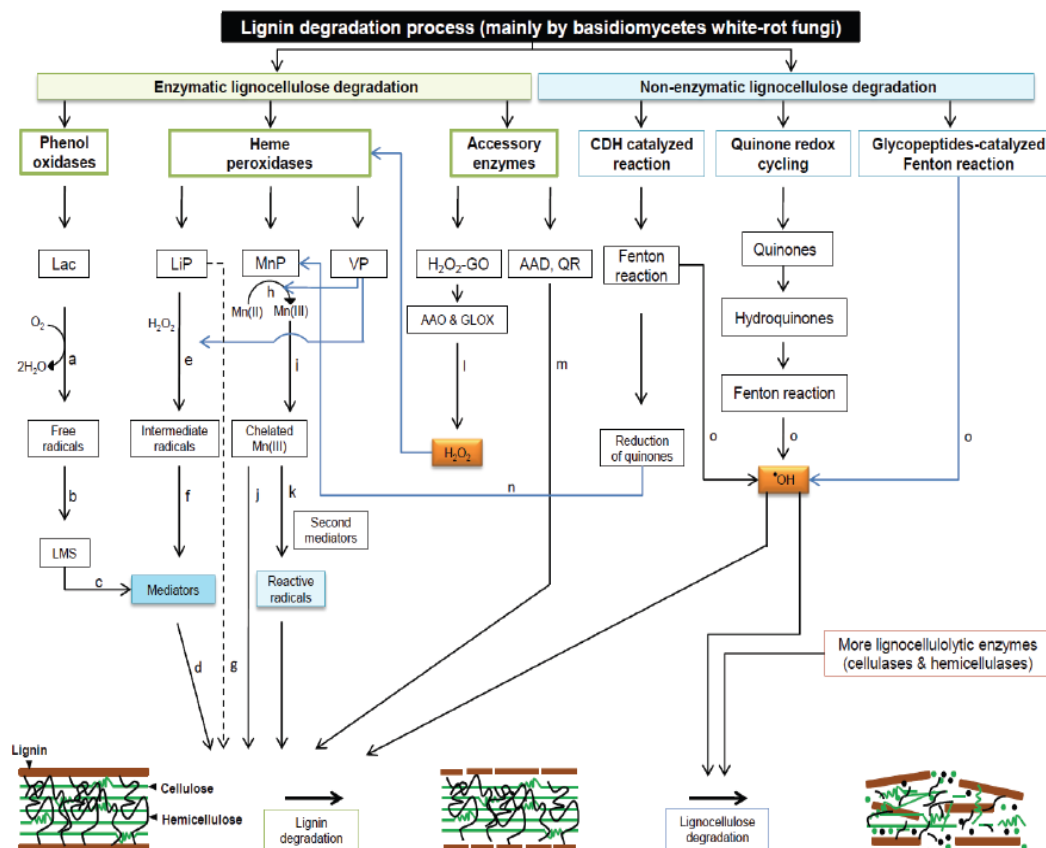 Lignin degradation process (mainly by basidiomycetes white-rot fungi)
Enzymatic lignocellulose degradation
Non-enzymatic lignocellulose degradation
Phenol
oxidases
Heme
peroxidases
Accessory
enzymes
CDH catalyzed
reaction
Quinone redox
cycling
Glycopeptides-catalyzed
Fenton reaction
Lac
LiP
MnP
VP
H₂O₂-GO
AAD, QR
Fenton
reaction
Quinones
h
Mn(II)
Mn(III)
AAO & GLOX
Hydroquinones
O₂
2H₂O
a
H₂O₂
e
i
l
m
Fenton reaction
Free
radicals
Intermediate
radicals
Chelated
Mn(III)
H₂O₂
Reduction
of quinones
o
o
o
•OH
n
b
f
j
k
Second
mediators
LMS
c
Mediators
Reactive
radicals
d
g
More lignocellulolytic enzymes
(cellulases & hemicellulases)
Lignin
Cellulose
Hemicellulose
Lignin
degradation
Lignocellulose
degradation